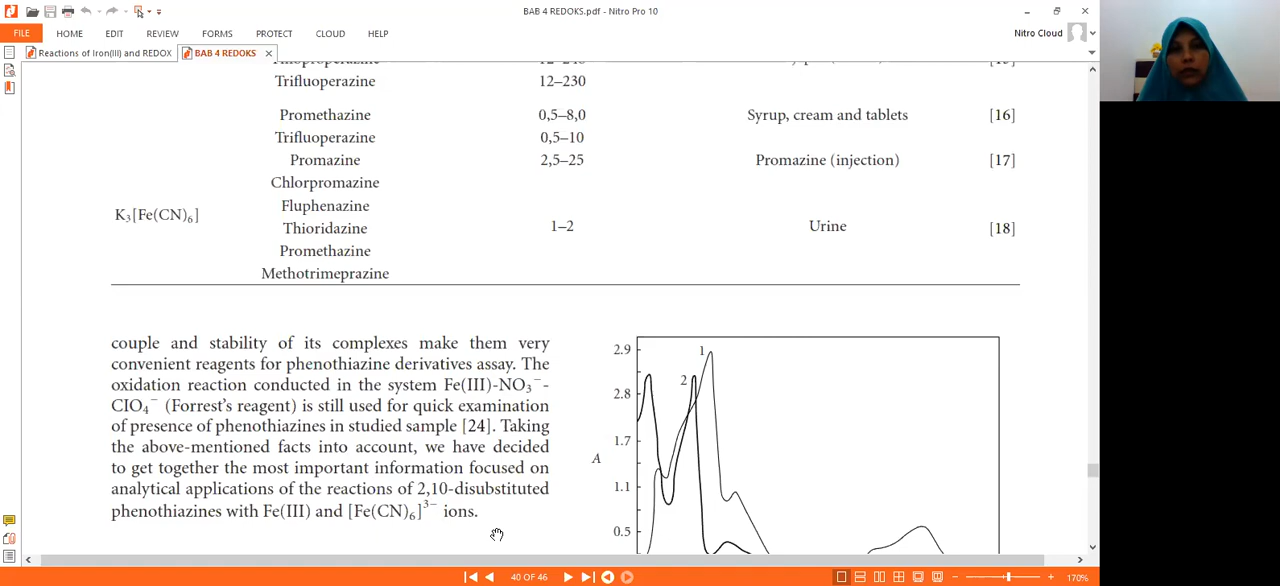 BAB 4 REDOKS.pdf - Nitro Pro 10
FILE HOME EDIT REVIEW FORMS PROTECT CLOUD HELP
Nitro Cloud
Reactions of Iron(III) and REDOX
BAB 4 REDOKS
Trifluoperazine 12–230
Promethazine 0,5–8,0 Syrup, cream and tablets [16]
Trifluoperazine 0,5–10
Promazine 2,5–25 Promazine (injection) [17]
Chlorpromazine
Fluphenazine
K₃[Fe(CN)₆]
Thioridazine 1–2 Urine [18]
Promethazine
Methotrimeprazine
couple and stability of its complexes make them very
convenient reagents for phenothiazine derivatives assay. The
oxidation reaction conducted in the system Fe(III)-NO₃⁻-
ClO₄⁻ (Forrest's reagent) is still used for quick examination
of presence of phenothiazines in studied sample [24]. Taking
the above-mentioned facts into account, we have decided
to get together the most important information focused on
analytical applications of the reactions of 2,10-disubstituted
phenothiazines with Fe(III) and [Fe(CN)₆]³⁻ ions.
2.9
2.8
1.7
1.1
0.5
A
1
2
40 OF 46
170%